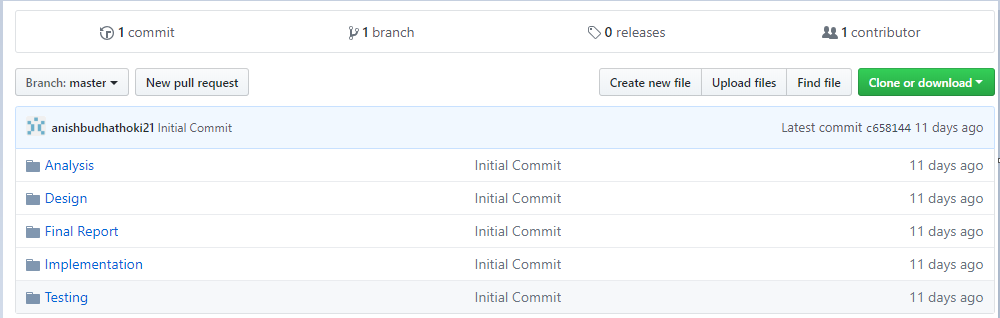 1 commit 1 branch 0 releases 1 contributor
Branch: master New pull request Create new file Upload files Find file Clone or download
anishbudhathoki21 Initial Commit Latest commit c658144 11 days ago
Analysis Initial Commit 11 days ago
Design Initial Commit 11 days ago
Final Report Initial Commit 11 days ago
Implementation Initial Commit 11 days ago
Testing Initial Commit 11 days ago